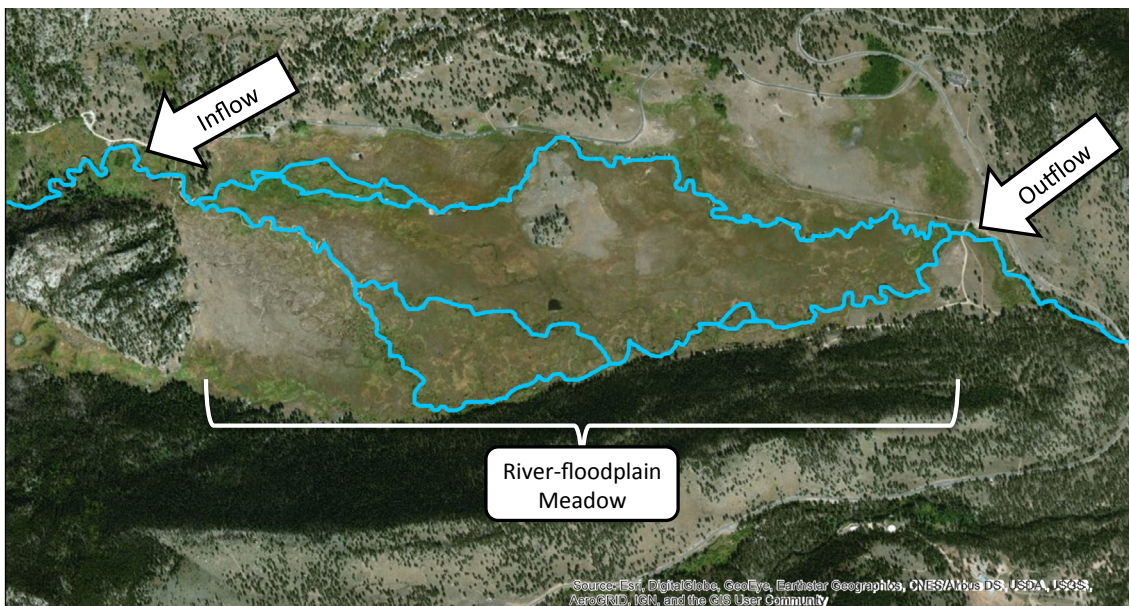 Inflow
Outflow
River-floodplain
Meadow
Source: Esri, DigitalGlobe, GeoEye, Earthstar Geographics, CNES/Airbus DS, USDA, USGS,
AeroGRID, IGN, and the GIS User Community